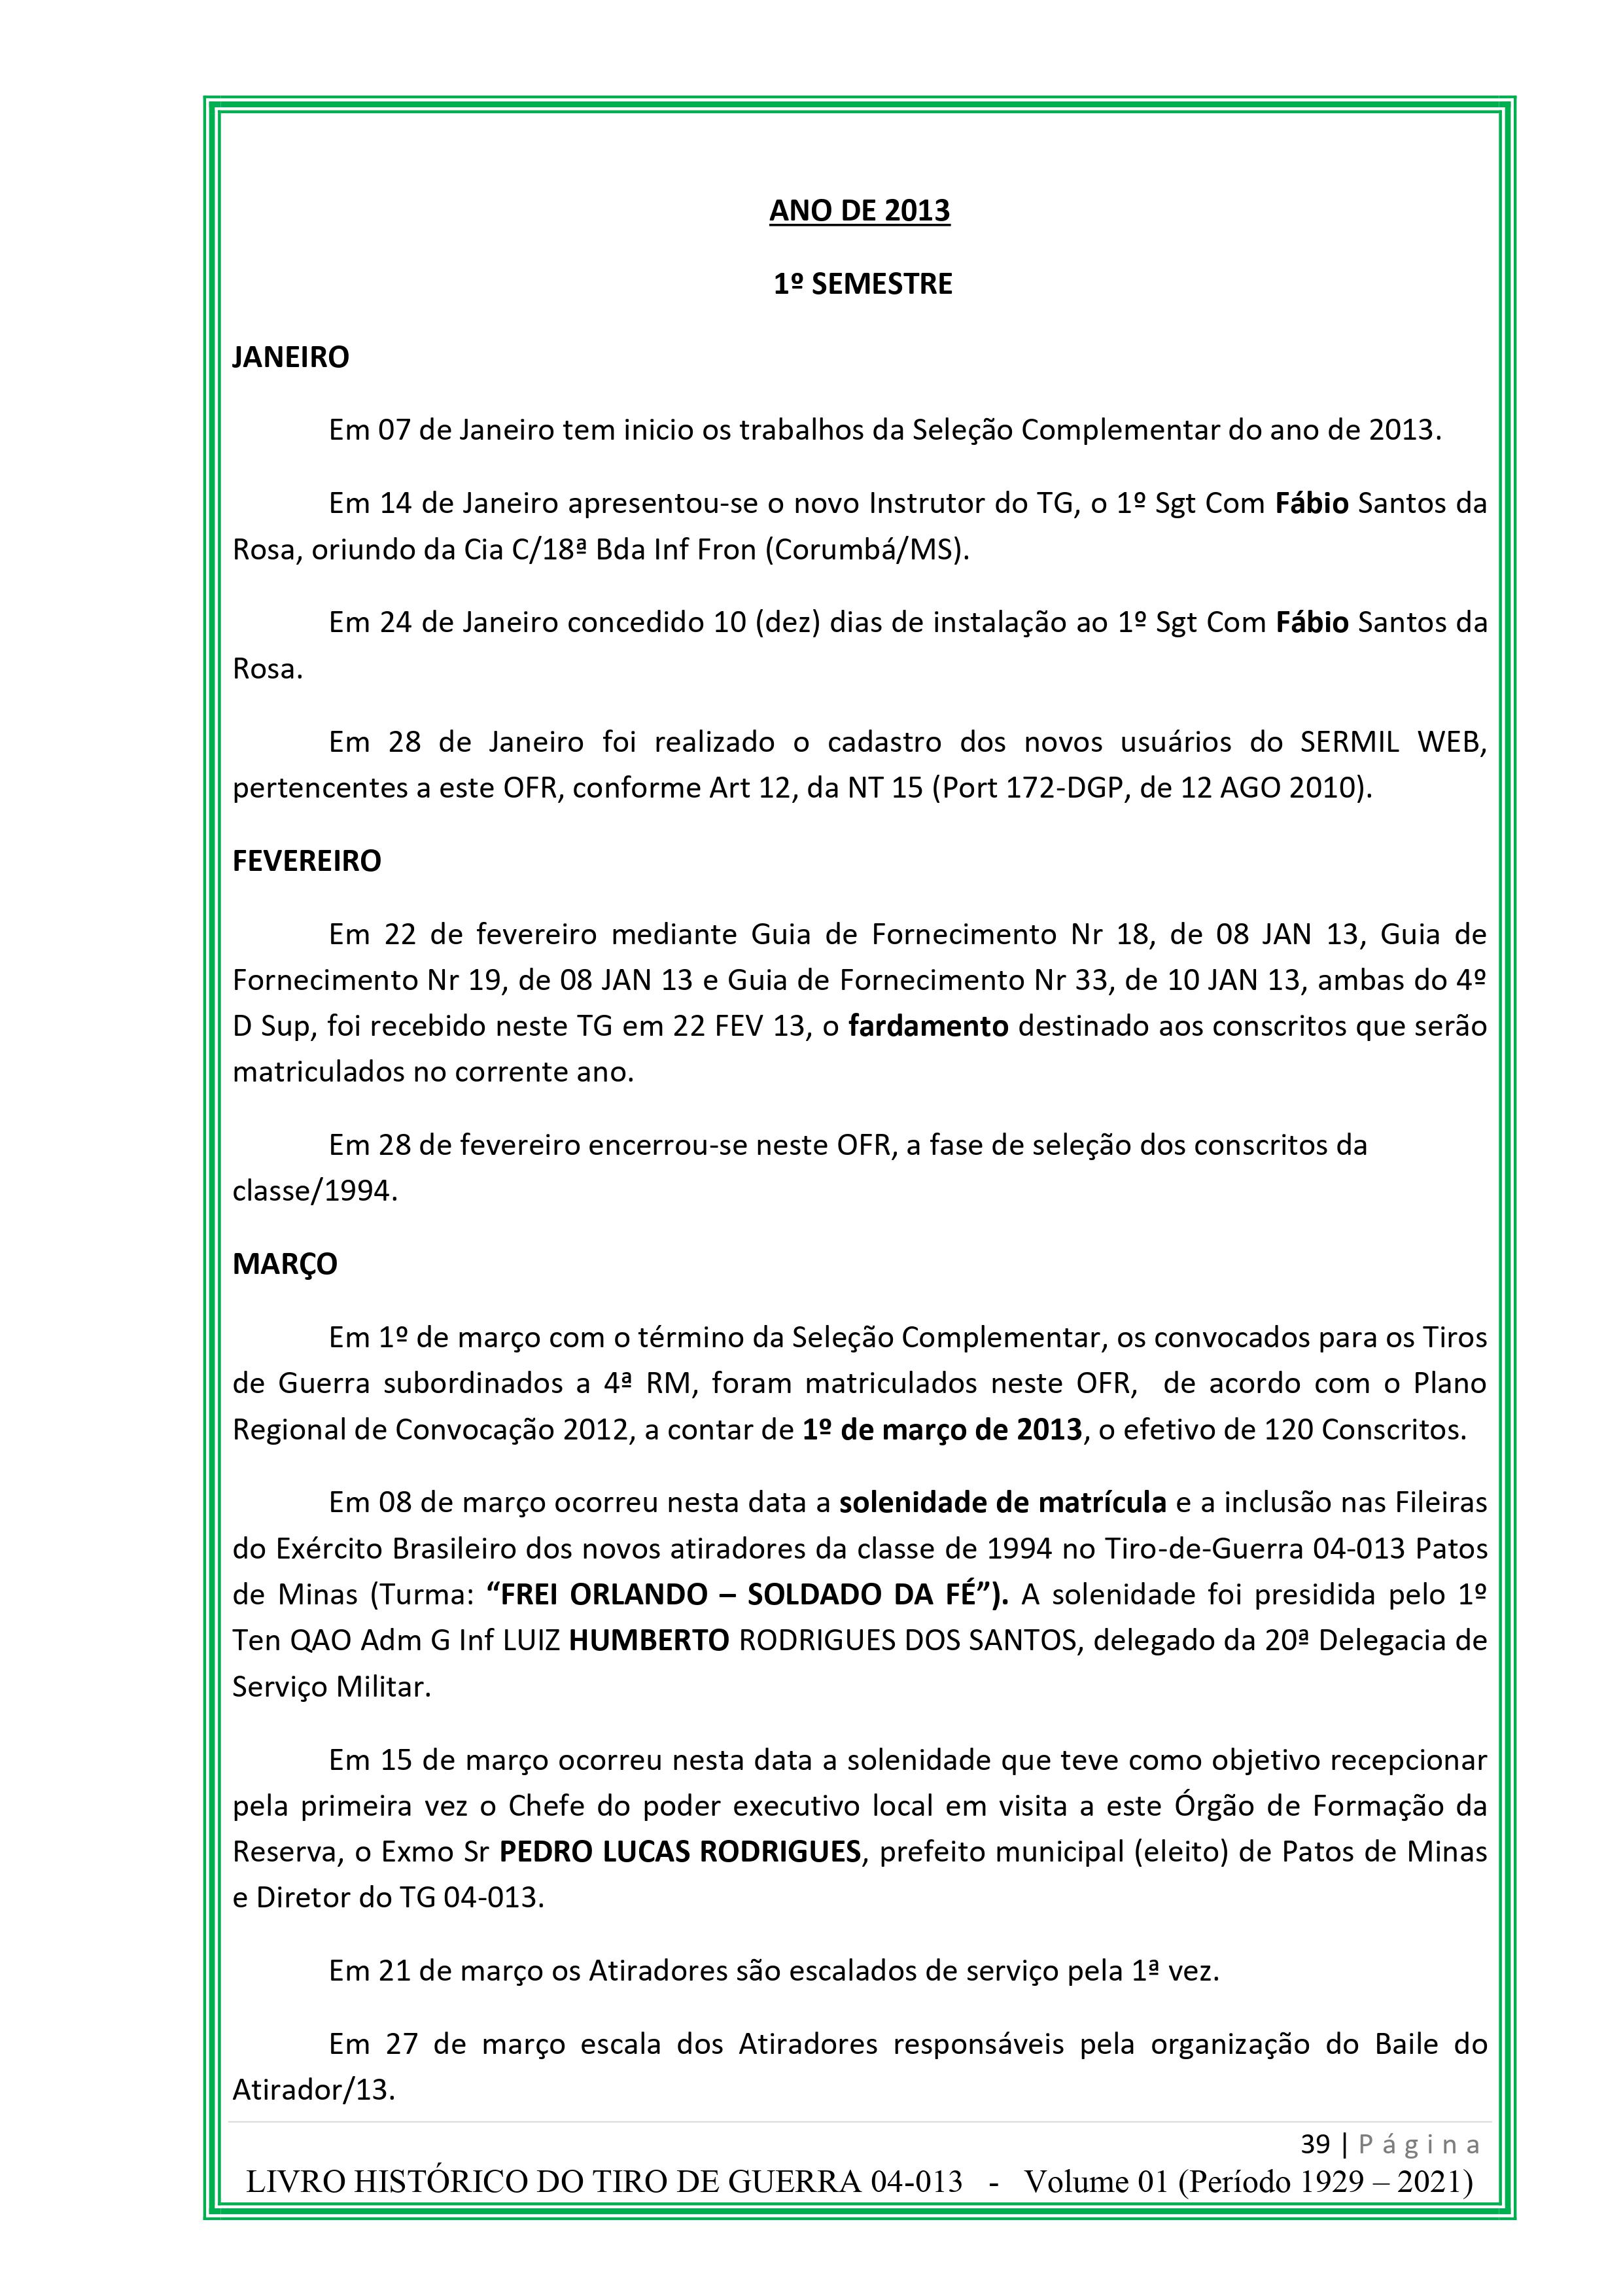 ANO DE 2013
1º SEMESTRE
JANEIRO
Em 07 de Janeiro tem inicio os trabalhos da Seleção Complementar do ano de 2013.
Em 14 de Janeiro apresentou-se o novo Instrutor do TG, o 1º Sgt Com Fábio Santos da
Rosa, oriundo da Cia C/18ª Bda Inf Fron (Corumbá/MS).
Em 24 de Janeiro concedido 10 (dez) dias de instalação ao 1º Sgt Com Fábio Santos da
Rosa.
Em 28 de Janeiro foi realizado o cadastro dos novos usuários do SERMIL WEB,
pertencentes a este OFR, conforme Art 12, da NT 15 (Port 172-DGP, de 12 AGO 2010).
FEVEREIRO
Em 22 de fevereiro mediante Guia de Fornecimento Nr 18, de 08 JAN 13, Guia de
Fornecimento Nr 19, de 08 JAN 13 e Guia de Fornecimento Nr 33, de 10 JAN 13, ambas do 4º
D Sup, foi recebido neste TG em 22 FEV 13, o fardamento destinado aos conscritos que serão
matriculados no corrente ano.
Em 28 de fevereiro encerrou-se neste OFR, a fase de seleção dos conscritos da
classe/1994.
MARÇO
Em 1º de março com o término da Seleção Complementar, os convocados para os Tiros
de Guerra subordinados a 4ª RM, foram matriculados neste OFR,  de acordo com o Plano
Regional de Convocação 2012, a contar de 1º de março de 2013, o efetivo de 120 Conscritos.
Em 08 de março ocorreu nesta data a solenidade de matrícula e a inclusão nas Fileiras
do Exército Brasileiro dos novos atiradores da classe de 1994 no Tiro-de-Guerra 04-013 Patos
de Minas (Turma: “FREI ORLANDO – SOLDADO DA FÉ”). A solenidade foi presidida pelo 1º
Ten QAO Adm G Inf LUIZ HUMBERTO RODRIGUES DOS SANTOS, delegado da 20ª Delegacia de
Serviço Militar.
Em 15 de março ocorreu nesta data a solenidade que teve como objetivo recepcionar
pela primeira vez o Chefe do poder executivo local em visita a este Órgão de Formação da
Reserva, o Exmo Sr PEDRO LUCAS RODRIGUES, prefeito municipal (eleito) de Patos de Minas
e Diretor do TG 04-013.
Em 21 de março os Atiradores são escalados de serviço pela 1ª vez.
Em 27 de março escala dos Atiradores responsáveis pela organização do Baile do
Atirador/13.
39 | Página
LIVRO HISTÓRICO DO TIRO DE GUERRA 04-013 - Volume 01 (Período 1929 – 2021)